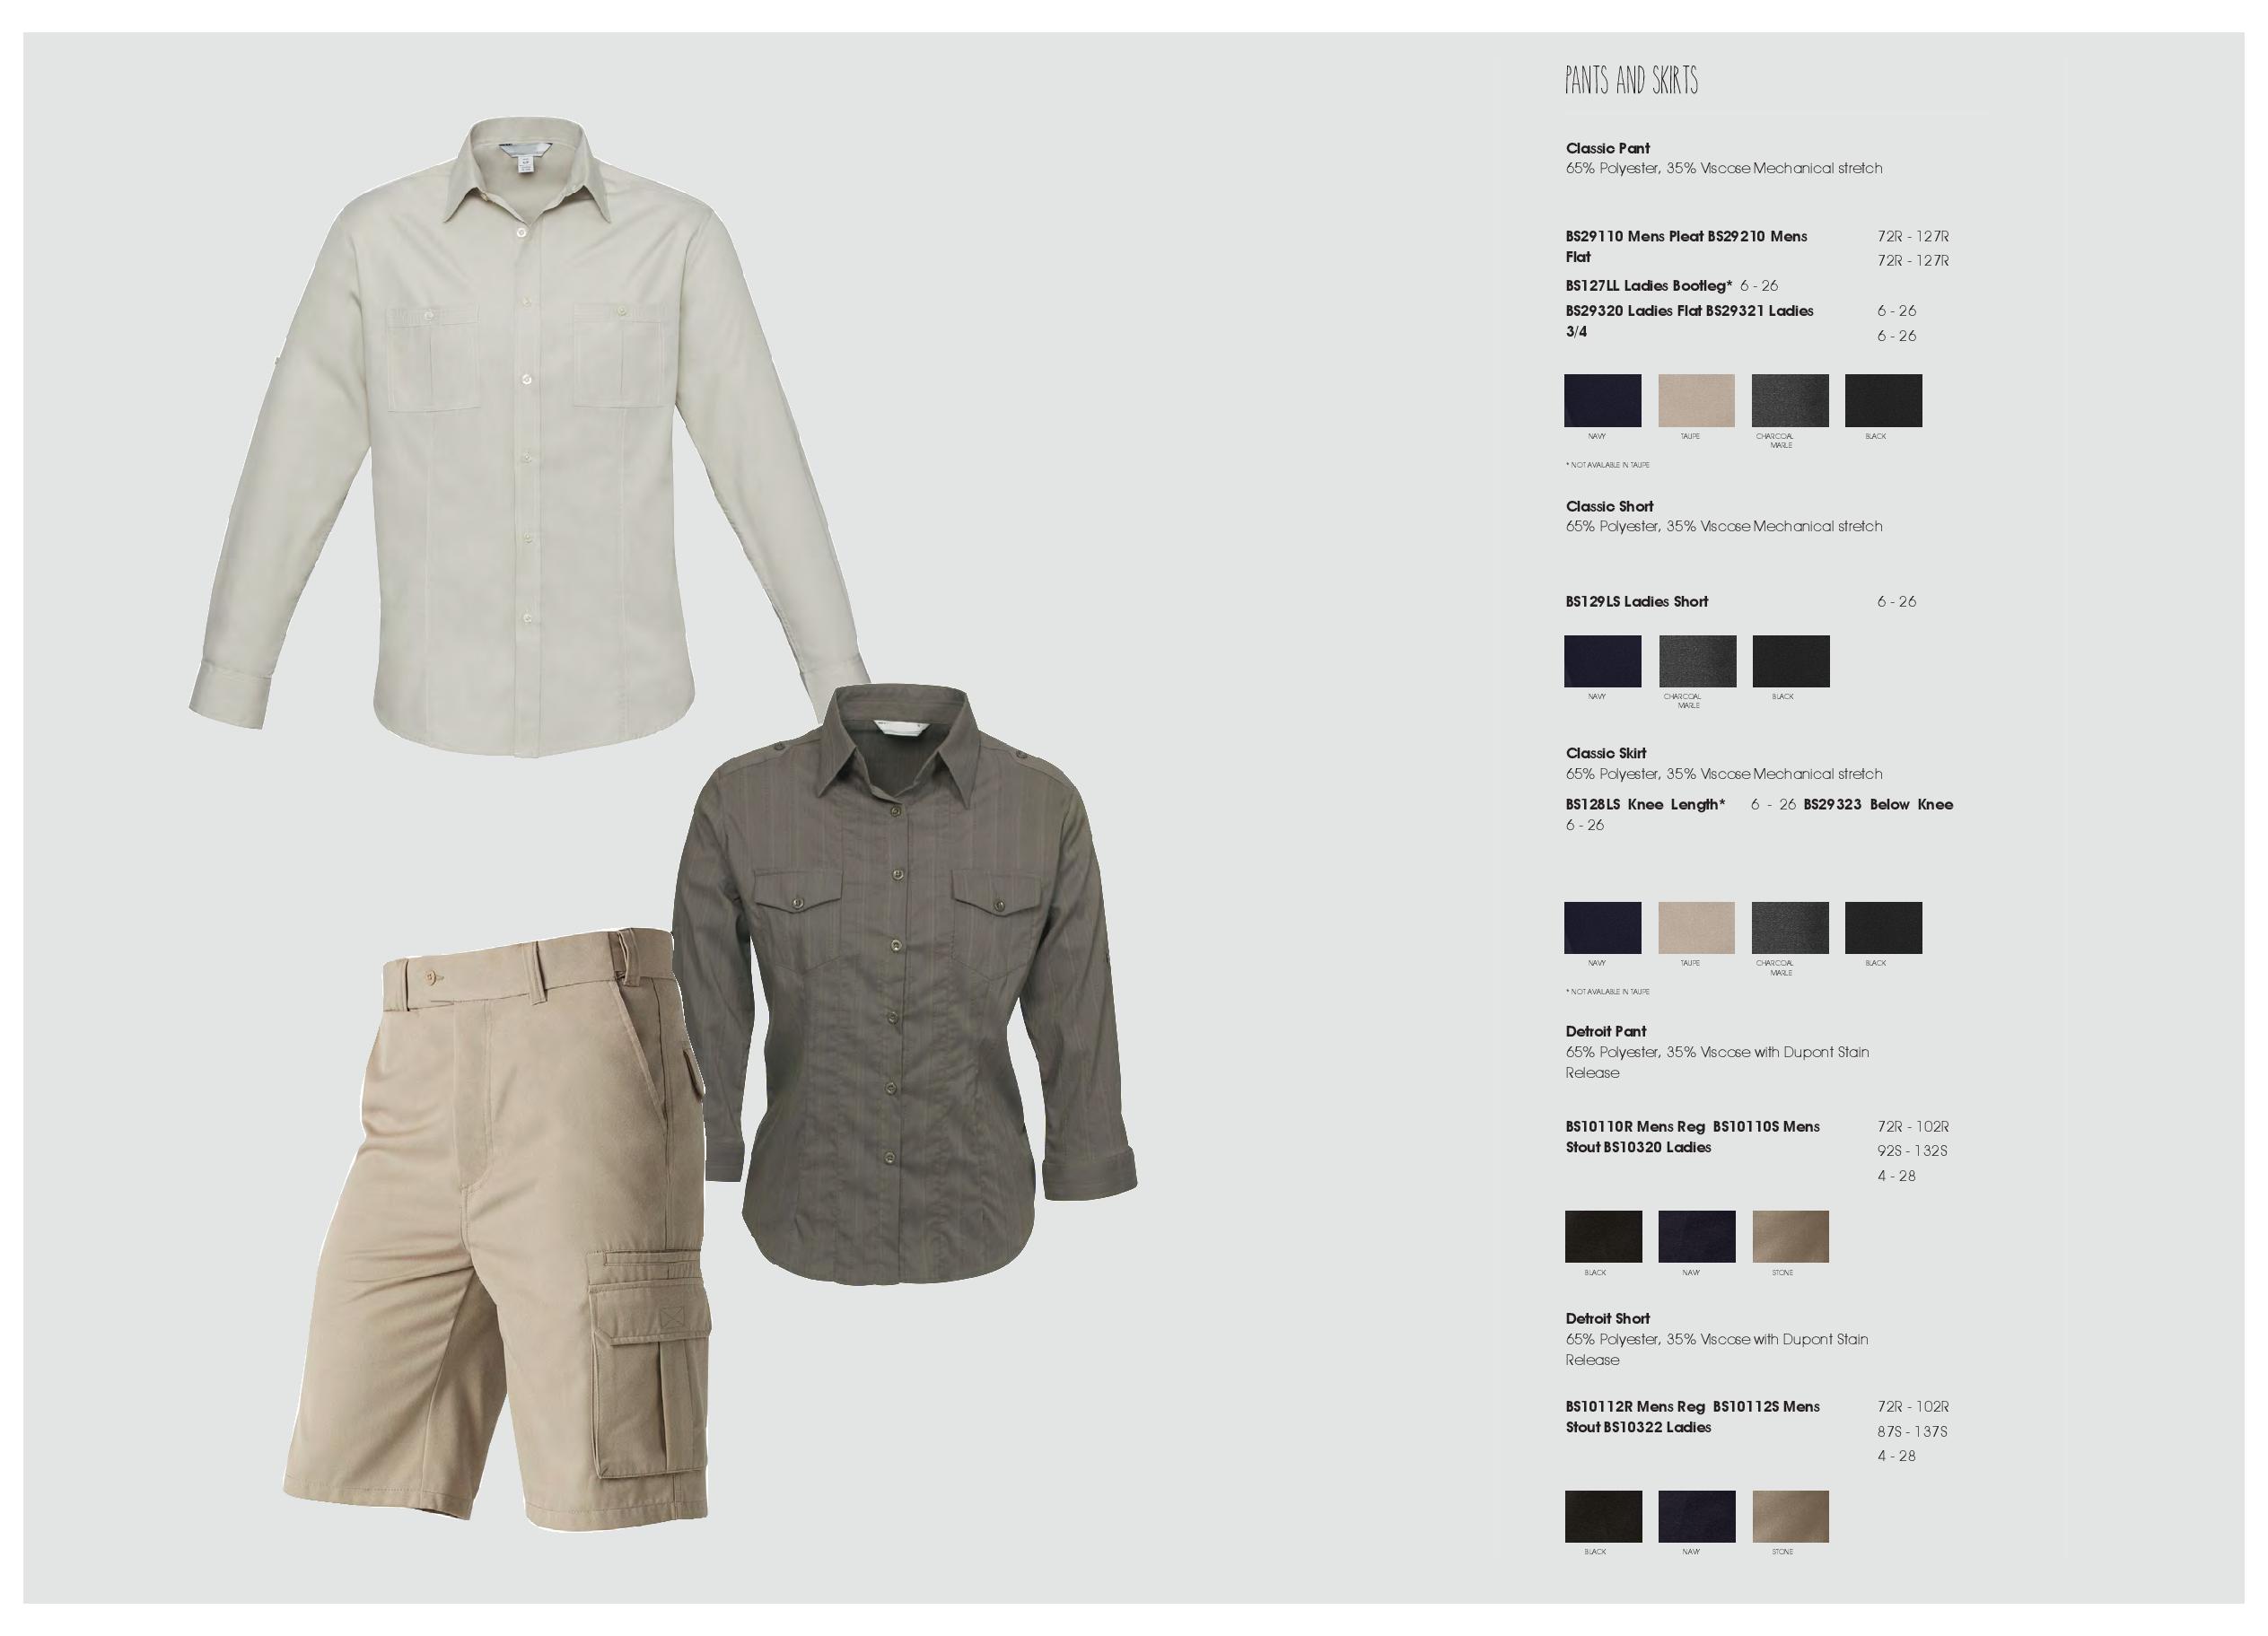 PANTS AND SKIRTS
Classic Pant
65% Polyester, 35% Viscose Mechanical stretch
BS29110 Mens Pleat BS29210 Mens 72R - 127R
Flat 72R - 127R
BS127LL Ladies Bootleg* 6 - 26
BS29320 Ladies Flat BS29321 Ladies 6 - 26
3/4 6 - 26
NAVY TAUPE CHARCOAL BLACK
MARLE
* NOT AVALABLE IN TAUPE
Classic Short
65% Polyester, 35% Viscose Mechanical stretch
BS129LS Ladies Short 6 - 26
NAVY CHARCOAL BLACK
MARLE
Classic Skirt
65% Polyester, 35% Viscose Mechanical stretch
BS128LS Knee Length* 6 - 26 BS29323 Below Knee
6 - 26
NAVY TAUPE CHARCOAL BLACK
MARLE
* NOT AVALABLE IN TAUPE
Detroit Pant
65% Polyester, 35% Viscose with Dupont Stain
Release
BS10110R Mens Reg BS10110S Mens 72R - 102R
Stout BS10320 Ladies 92S - 132S
4 - 28
BLACK NAVY STONE
Detroit Short
65% Polyester, 35% Viscose with Dupont Stain
Release
BS10112R Mens Reg BS10112S Mens 72R - 102R
Stout BS10322 Ladies 87S - 137S
4 - 28
BLACK NAVY STONE